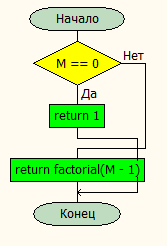 Начало
M == 0
Нет
Да
return 1
return factorial(M - 1)
Конец